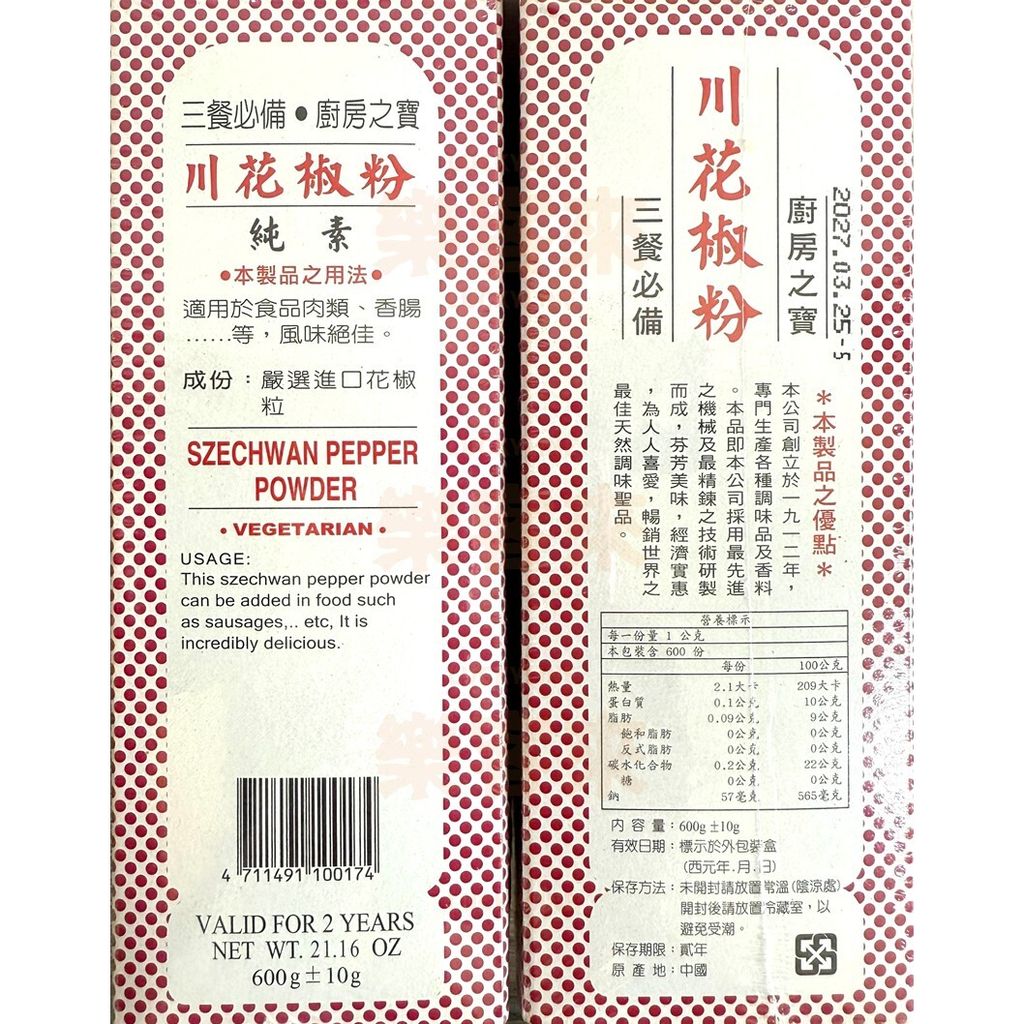 三餐必備●廚房之寶
川花椒粉
純素
●本製品之用法●
適用於食品肉類、香腸
……等，風味絕佳。
成份：嚴選進口花椒
粒
SZECHWAN PEPPER
POWDER
• VEGETARIAN •
USAGE:
This szechwan pepper powder
can be added in food such
as sausages,.. etc, It is
incredibly delicious.
4 711491 100174
VALID FOR 2 YEARS
NET WT. 21.16 OZ
600g±10g
2027.03.25-5
廚房之寶
川花椒粉
三餐必備
＊本製品之優點＊
本公司創立於一九一二年，
專門生產各種調味品及香料
。本品即本公司採用最先進
之機械及最精鍊之技術研製
而成，芬芳美味，經濟實惠
，為人人喜愛，暢銷世界之
最佳天然調味聖品。
營養標示
每一份量 1 公克
本包裝含 600 份
每份 100公克
熱量 2.1大卡 209大卡
蛋白質 0.1公克 10公克
脂肪 0.09公克 9公克
飽和脂肪 0公克 0公克
反式脂肪 0公克 0公克
碳水化合物 0.2公克 22公克
糖 0公克 0公克
鈉 57毫克 565毫克
內容量：600g±10g
有效日期：標示於外包裝盒
(西元年.月.日)
保存方法：未開封請放置常溫(陰涼處)
開封後請放置冷藏室，以
避免受潮。
保存期限：貳年
原產地：中國